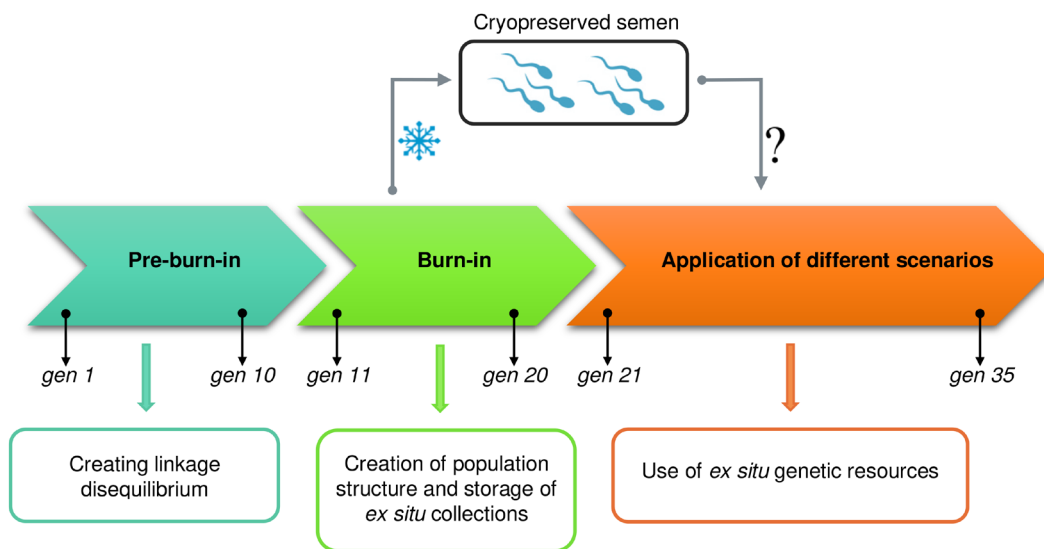 Cryopreserved semen
?
Pre-burn-in
Burn-in
Application of different scenarios
gen 1
gen 10
gen 11
gen 20
gen 21
gen 35
Creating linkage
disequilibrium
Creation of population
structure and storage of
ex situ collections
Use of ex situ genetic resources